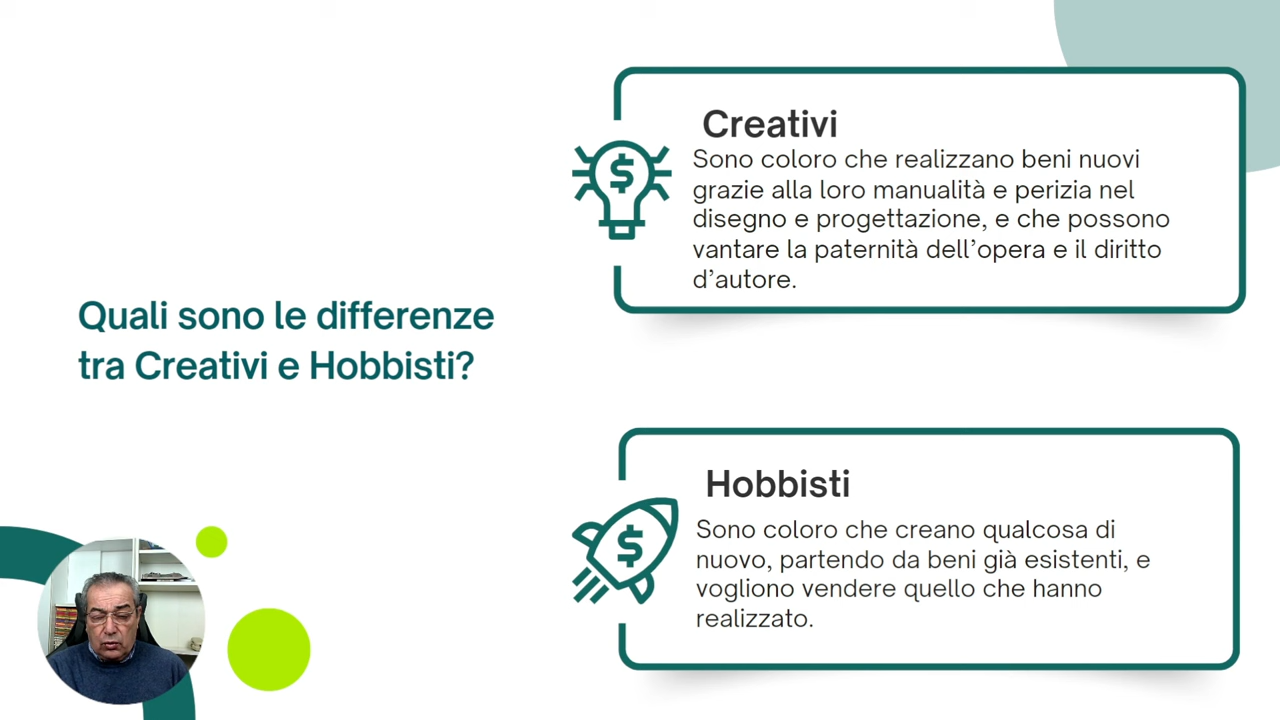 Quali sono le differenze
tra Creativi e Hobbisti?
Creativi
Sono coloro che realizzano beni nuovi
grazie alla loro manualità e perizia nel
disegno e progettazione, e che possono
vantare la paternità dell’opera e il diritto
d’autore.
Hobbisti
Sono coloro che creano qualcosa di
nuovo, partendo da beni già esistenti, e
vogliono vendere quello che hanno
realizzato.